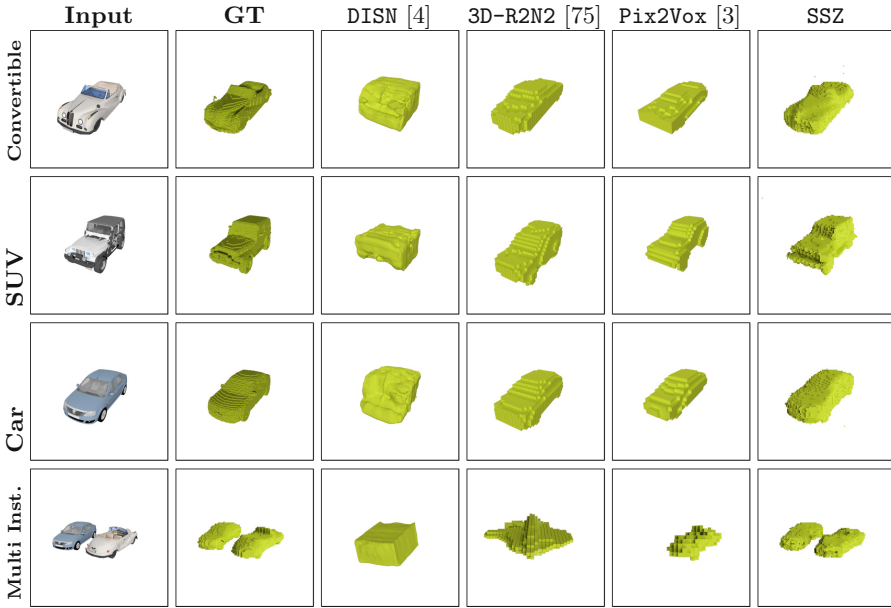 Input GT DISN [4] 3D-R2N2 [75] Pix2Vox [3] SSZ
Convertible
SUV
Car
Multi Inst.